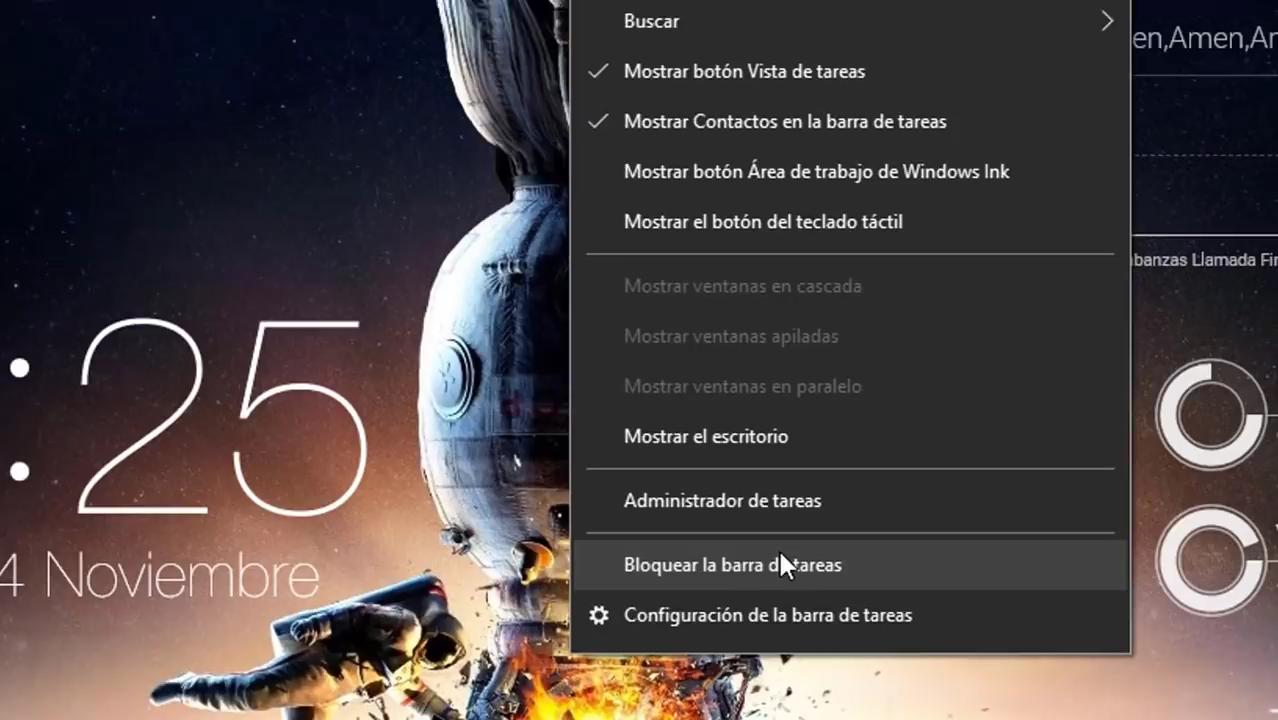 Buscar
en,Amen,Am
Mostrar botón Vista de tareas
Mostrar Contactos en la barra de tareas
Mostrar botón Área de trabajo de Windows Ink
Mostrar el botón del teclado táctil
banzas Llamada Fin
Mostrar ventanas en cascada
Mostrar ventanas apiladas
Mostrar ventanas en paralelo
:25
Mostrar el escritorio
Administrador de tareas
4 Noviembre
Bloquear la barra de tareas
Configuración de la barra de tareas